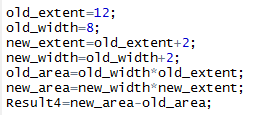 old_extent=12;
old_width=8;
new_extent=old_extent+2;
new_width=old_width+2;
old_area=old_width*old_extent;
new_area=new_width*new_extent;
Result4=new_area-old_area;